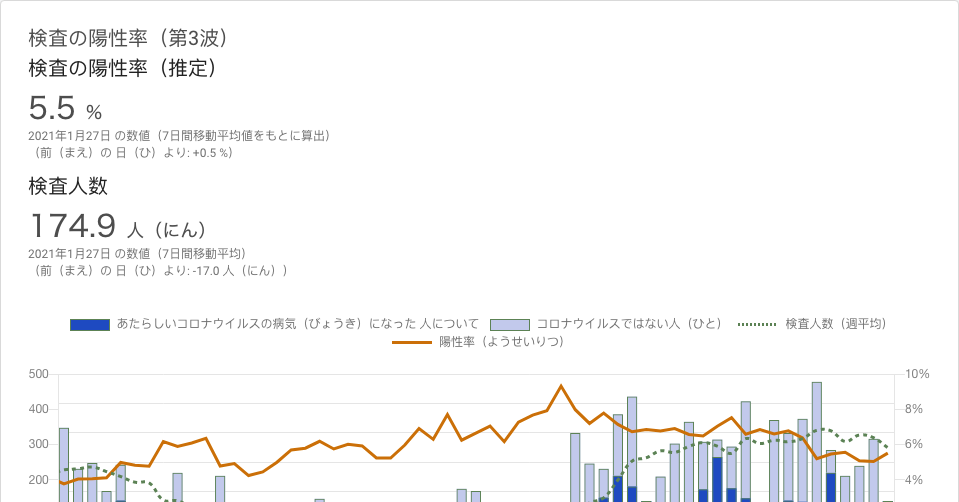 検査の陽性率（第3波）
検査の陽性率（推定）
5.5 %
2021年1月27日 の数値（7日間移動平均値をもとに算出）
（前（まえ）の 日（ひ）より: +0.5 %）
検査人数
174.9 人（にん）
2021年1月27日 の数値（7日間移動平均）
（前（まえ）の 日（ひ）より: -17.0 人（にん））
あたらしいコロナウイルスの病気（びょうき）になった 人について コロナウイルスではない人（ひと） 検査人数（週平均）
陽性率（ようせいりつ）
500 10%
400 8%
300 6%
200 4%